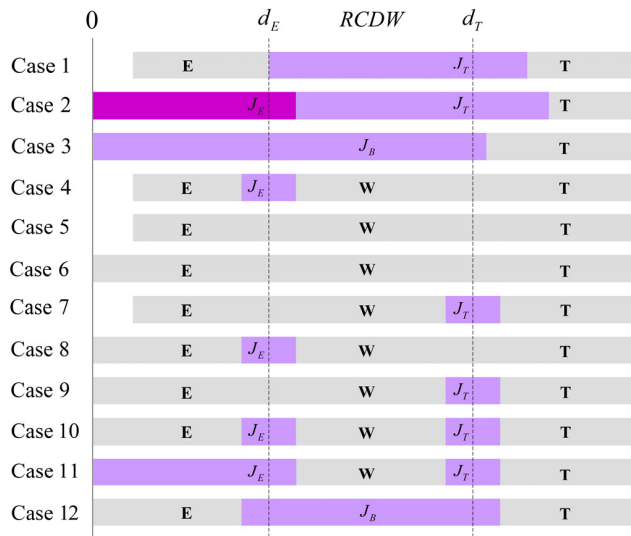 0 d_E RCDW d_T
Case 1 E J_T T
Case 2 J_E J_T T
Case 3 J_B T
Case 4 E J_E W T
Case 5 E W T
Case 6 E W T
Case 7 E W J_T T
Case 8 E J_E W T
Case 9 E W J_T T
Case 10 E J_E W J_T T
Case 11 J_E W J_T T
Case 12 E J_B T